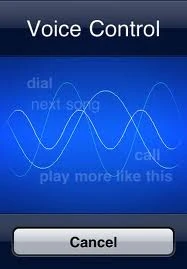 Voice Control
dial
next song
call
play more like this
Cancel